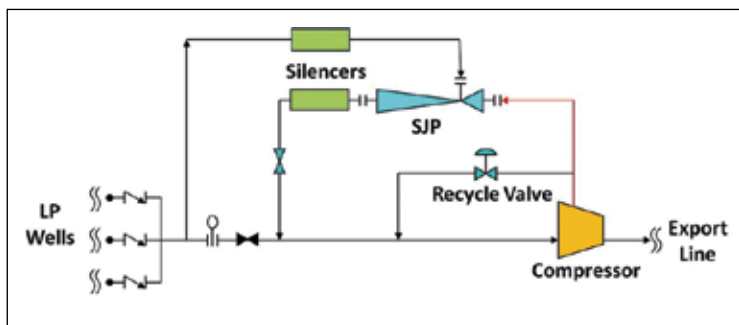 Silencers
SJP
Recycle Valve
LP
Wells
Export
Line
Compressor